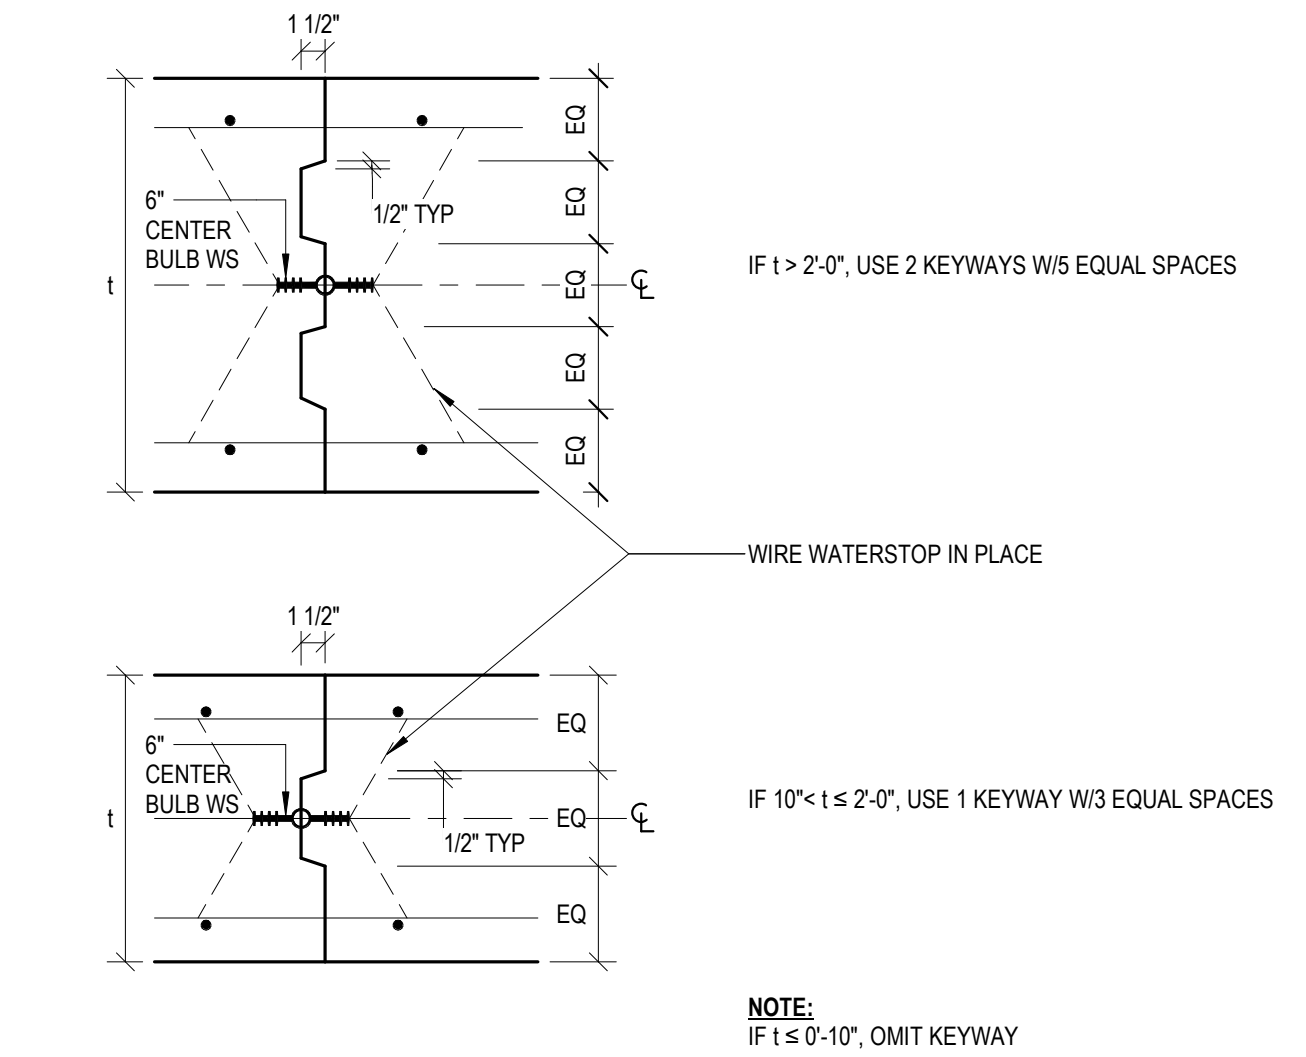 1 1/2"
EQ
6"
CENTER
BULB WS
1/2" TYP
EQ
t
EQ
℄
IF t > 2'-0", USE 2 KEYWAYS W/5 EQUAL SPACES
EQ
EQ
WIRE WATERSTOP IN PLACE
1 1/2"
EQ
6"
CENTER
BULB WS
t
EQ
℄
1/2" TYP
IF 10"< t ≤ 2'-0", USE 1 KEYWAY W/3 EQUAL SPACES
EQ
NOTE:
IF t ≤ 0'-10", OMIT KEYWAY